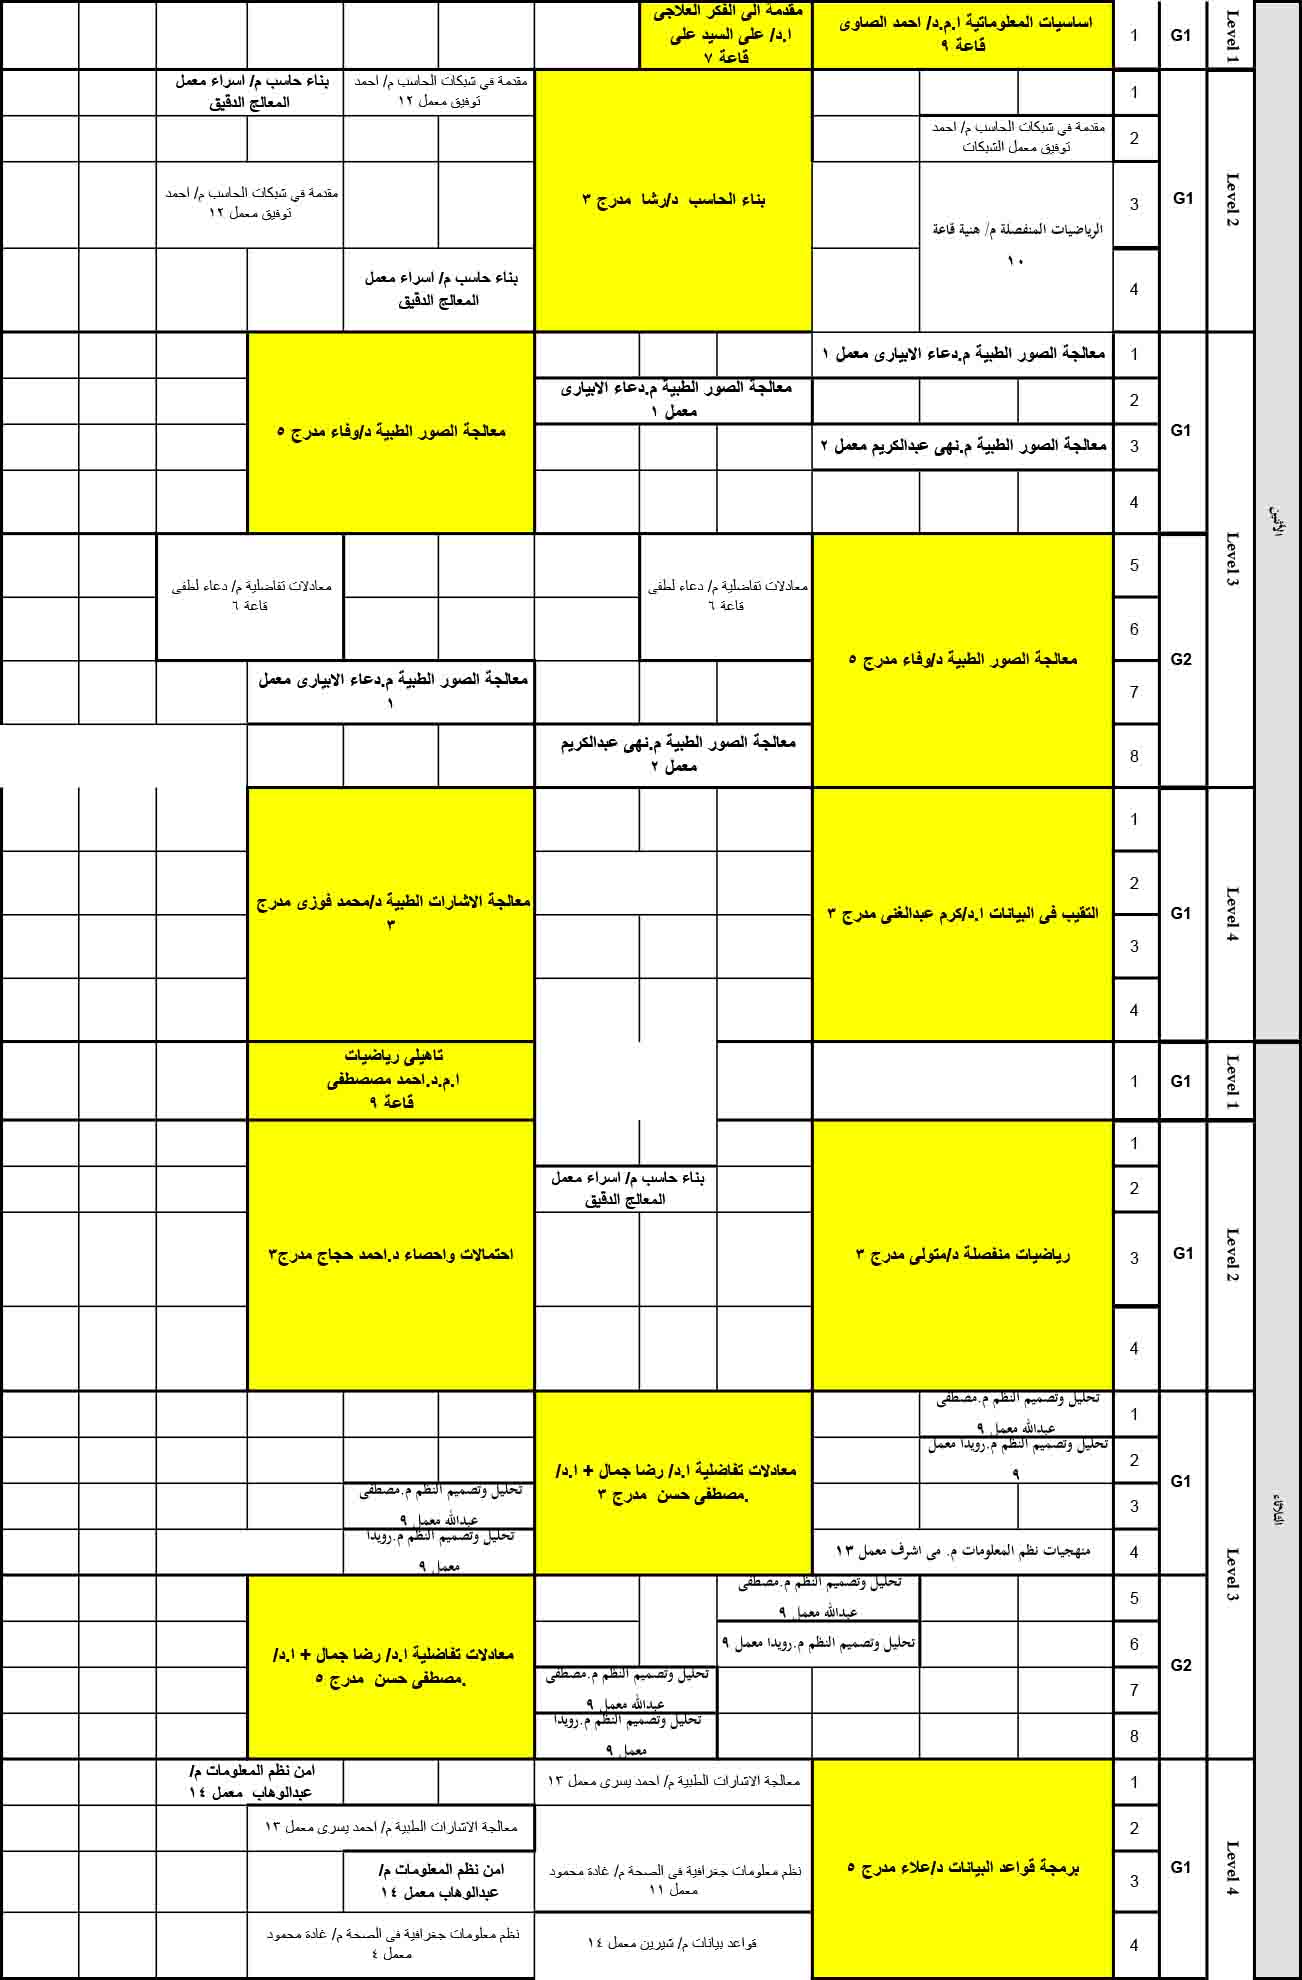 الأثنين
Level 1
G1
1
اساسيات المعلوماتية ا.م.د/ احمد الصاوى
قاعة ٩
مقدمة الى الفكر العلاجى
ا.د/ على السيد على
قاعة ٧
Level 2
G1
1
مقدمة في شبكات الحاسب م/ احمد
توفيق معمل ١٢
بناء حاسب م/ اسراء معمل
المعالج الدقيق
2
مقدمة في شبكات الحاسب م/ احمد
توفيق معمل الشبكات
بناء الحاسب د/رشا مدرج ٣
3
مقدمة في شبكات الحاسب م/ احمد
توفيق معمل ١٢
الرياضيات المنفصلة م/ هنية قاعة
١٠
4
بناء حاسب م/ اسراء معمل
المعالج الدقيق
Level 3
G1
1
معالجة الصور الطبية م.دعاء الابيارى معمل ١
2
معالجة الصور الطبية م.دعاء الابيارى
معمل ١
معالجة الصور الطبية د/وفاء مدرج ٥
3
معالجة الصور الطبية م.نهى عبدالكريم معمل ٢
4
G2
5
معادلات تفاضلية م/ دعاء لطفى
قاعة ٦
معادلات تفاضلية م/ دعاء لطفى
قاعة ٦
6
معالجة الصور الطبية د/وفاء مدرج ٥
7
معالجة الصور الطبية م.دعاء الابيارى معمل
١
8
معالجة الصور الطبية م.نهى عبدالكريم
معمل ٢
Level 4
G1
1
2
التقيب فى البيانات ا.د/كرم عبدالغنى مدرج ٣
معالجة الاشارات الطبية د/محمد فوزى مدرج
٣
3
4
الثلاثاء
Level 1
G1
1
تاهيلى رياضيات
ا.م.د.احمد مصصطفى
قاعة ٩
Level 2
G1
1
2
بناء حاسب م/ اسراء معمل
المعالج الدقيق
3
رياضيات منفصلة د/متولى مدرج ٣
احتمالات واحصاء د.احمد حجاج مدرج٣
4
Level 3
G1
1
تحليل وتصميم النظم م.مصطفى
عبدالله معمل ٩
2
تحليل وتصميم النظم م.رويدا معمل
٩
معادلات تفاضلية ا.د/ رضا جمال + ا.د/
مصطفى حسن مدرج ٣.
3
تحليل وتصميم النظم م.مصطفى
عبدالله معمل ٩
4
منهجيات نظم المعلومات م. مى اشرف معمل ١٣
تحليل وتصميم النظم م.رويدا
معمل ٩
G2
5
تحليل وتصميم النظم م.مصطفى
عبدالله معمل ٩
6
تحليل وتصميم النظم م.رويدا معمل ٩
معادلات تفاضلية ا.د/ رضا جمال + ا.د/
مصطفى حسن مدرج ٥.
7
تحليل وتصميم النظم م.مصطفى
عبدالله معمل ٩
8
تحليل وتصميم النظم م.رويدا
معمل ٩
Level 4
G1
1
معالجة الاشارات الطبية م/ احمد يسرى معمل ١٣
امن نظم المعلومات م/
عبدالوهاب معمل ١٤
2
معالجة الاشارات الطبية م/ احمد يسرى معمل ١٣
برمجة قواعد البيانات د/علاء مدرج ٥
3
نظم معلومات جغرافية فى الصحة م/ غادة محمود
معمل ١١
امن نظم المعلومات م/
عبدالوهاب معمل ١٤
4
قواعد بيانات م/ شيرين معمل ١٤
نظم معلومات جغرافية فى الصحة م/ غادة محمود
معمل ٤